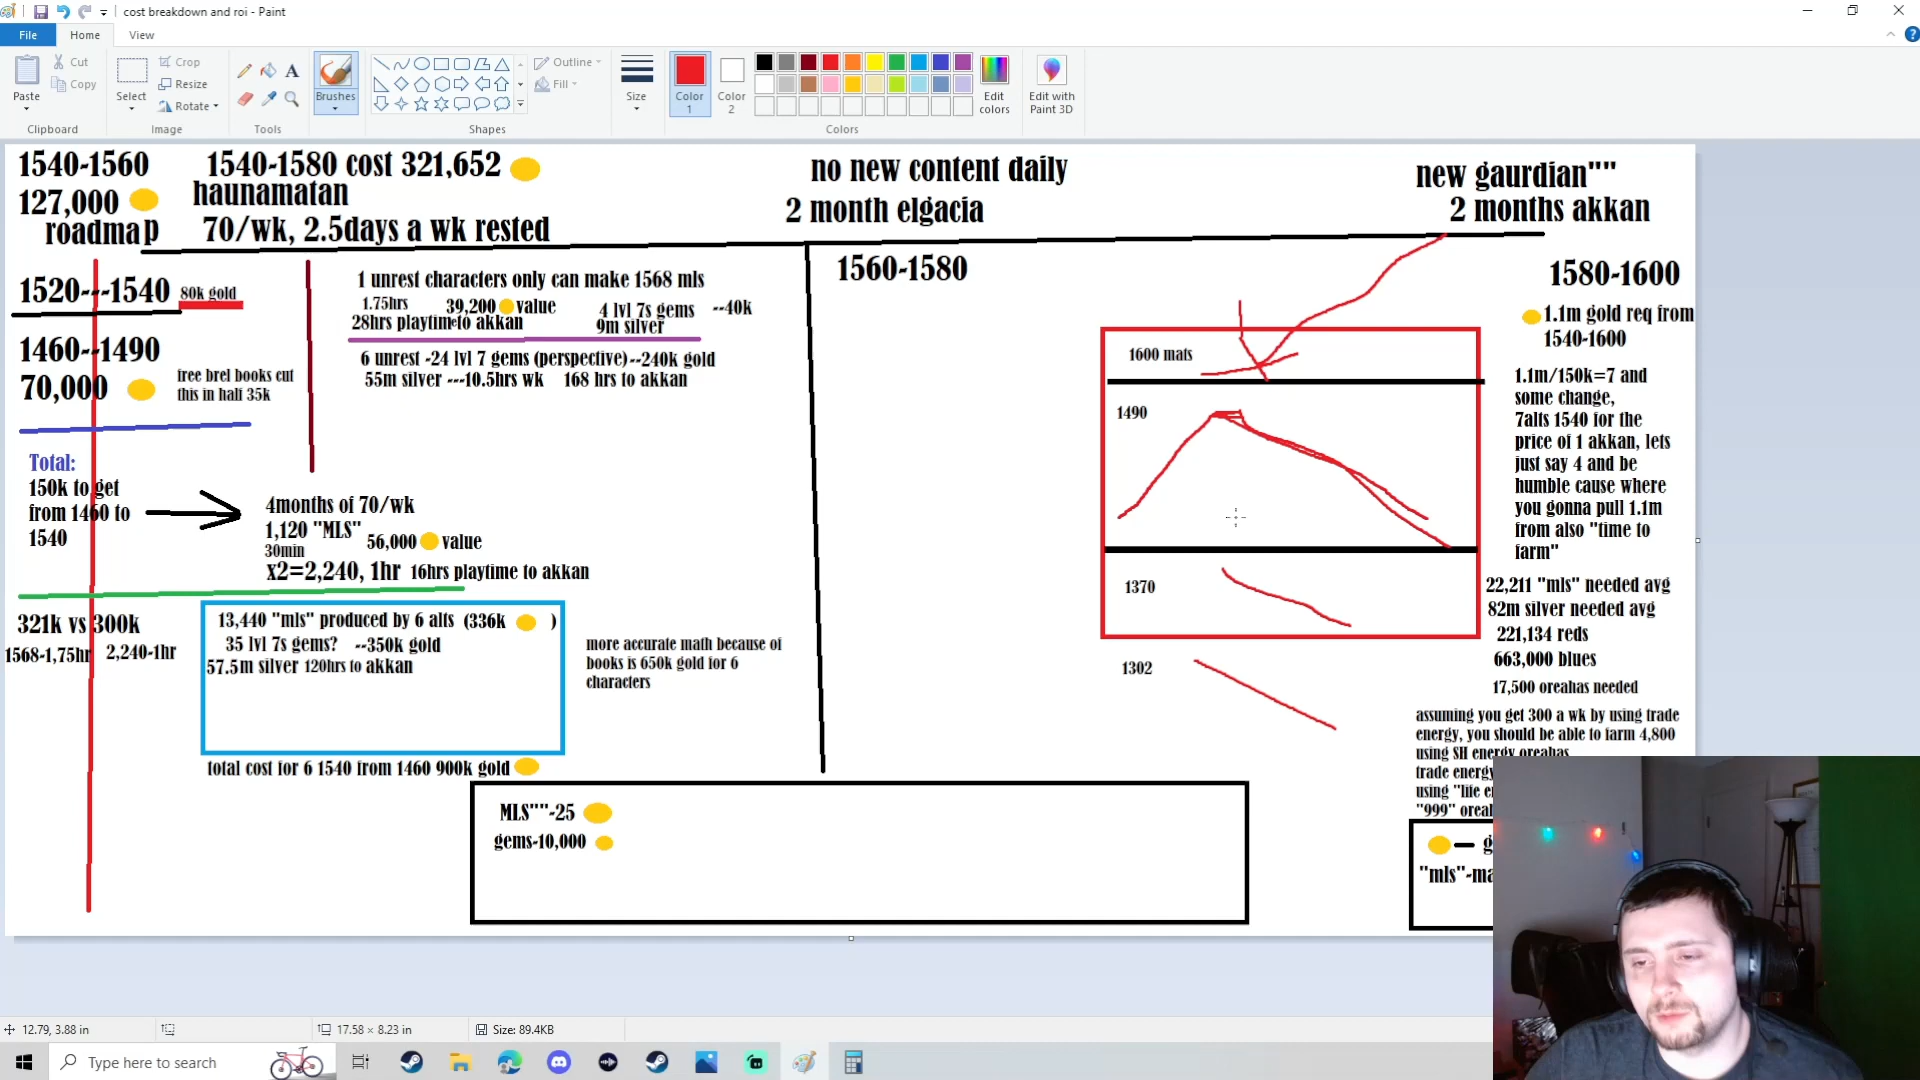 cost breakdown and roi - Paint
File
Home
View
Paste
Cut
Copy
Clipboard
Select
Crop
Resize
Rotate
Image
A
Tools
Brushes
Outline
Fill
Shapes
Size
Color 1
Color 2
Edit colors
Colors
Edit with Paint 3D
1540-1560
127,000
roadmap
1540-1580 cost 321,652
haunamatan
70/wk, 2.5days a wk rested
no new content daily
2 month elgacia
new gaurdian""
2 months akkan
1520---1540
80k gold
1460--1490
70,000
free brel books cut
this in half 35k
Total:
150k to get
from 1460 to
1540
321k vs 300k
1568-1,75hr
2,240-1hr
1 unrest characters only can make 1568 mls
1.75hrs
39,200 value
4 lvl 7s gems --40k
28hrs playtime to akkan
9m silver
6 unrest -24 lvl 7 gems (perspective)--240k gold
55m silver ---10.5hrs wk 168 hrs to akkan
4months of 70/wk
1,120 "MLS"
30min
56,000 value
x2=2,240, 1hr 16hrs playtime to akkan
13,440 "mls" produced by 6 alts (336k )
35 lvl 7s gems? --350k gold
57.5m silver 120hrs to akkan
more accurate math because of
books is 650k gold for 6
characters
total cost for 6 1540 from 1460 900k gold
MLS""-25
gems-10,000
1560-1580
1600 mats
1490
1370
1302
1580-1600
1.1m gold req from
1540-1600
1.1m/150k=7 and
some change,
7alts 1540 for the
price of 1 akkan, lets
just say 4 and be
humble cause where
you gonna pull 1.1m
from also "time to
farm"
22,211 "mls" needed avg
82m silver needed avg
221,134 reds
663,000 blues
17,500 oreahas needed
assuming you get 300 a wk by using trade
energy, you should be able to farm 4,800
using SH energy oreahas
trade energy
using "life
"999"
"mls"
12.79, 3.88 in
17.58 × 8.23 in
Size: 89.4KB
Type here to search